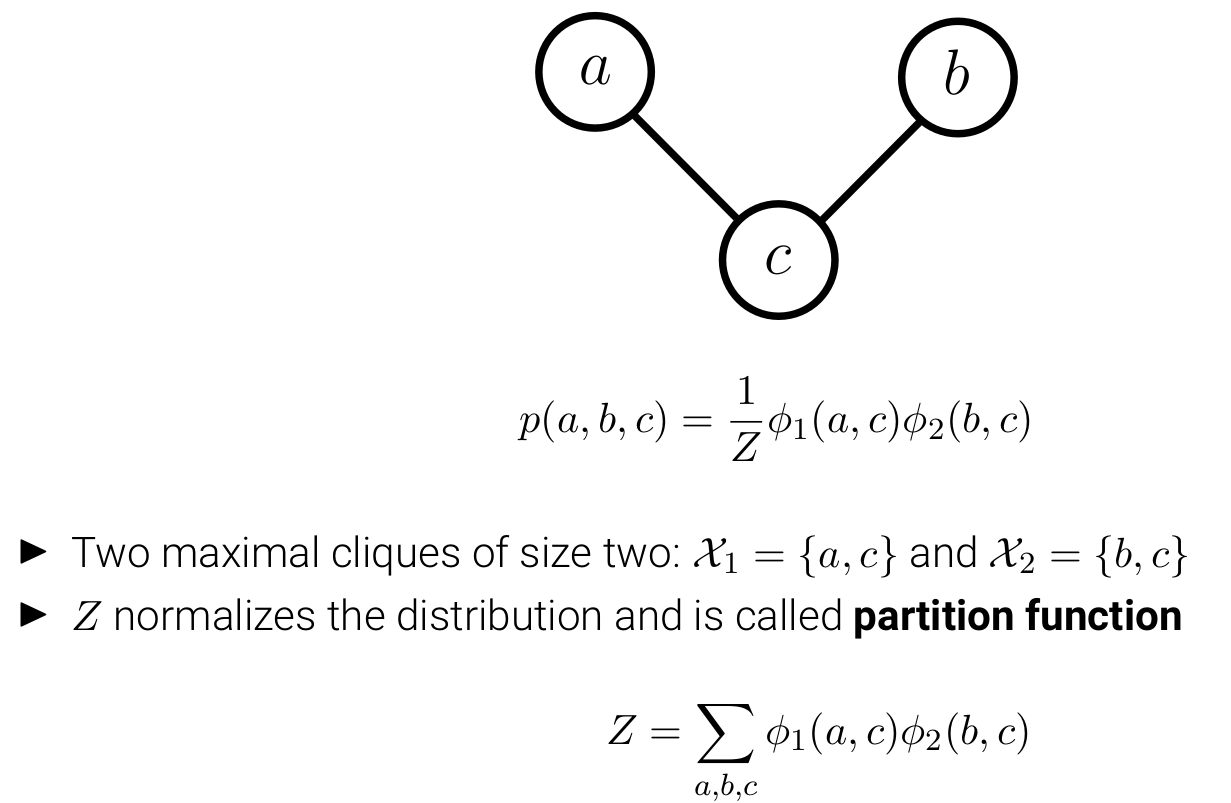 a
b
c
p(a, b, c) = \frac{1}{Z} \phi_1(a, c)\phi_2(b, c)
► Two maximal cliques of size two: \mathcal{X}_1 = \{a, c\} and \mathcal{X}_2 = \{b, c\}
► Z normalizes the distribution and is called partition function
Z = \sum_{a,b,c} \phi_1(a, c)\phi_2(b, c)